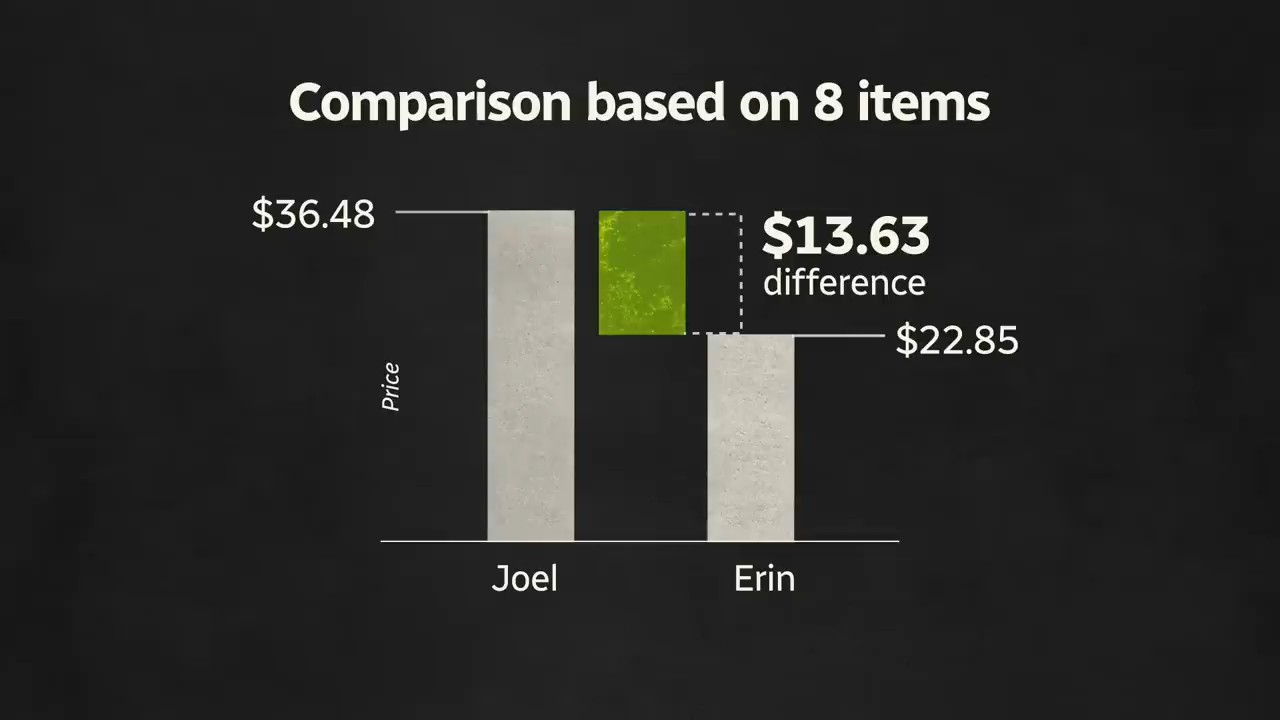 Comparison based on 8 items
$36.48
$13.63
difference
$22.85
Price
Joel
Erin